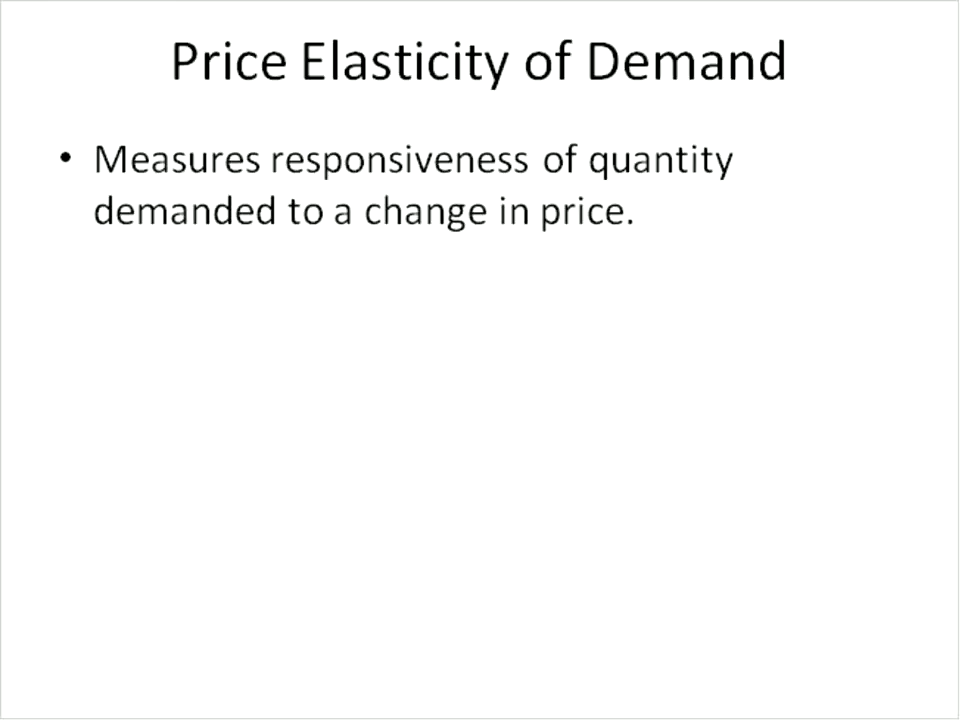 Price Elasticity of Demand
• Measures responsiveness of quantity
demanded to a change in price.